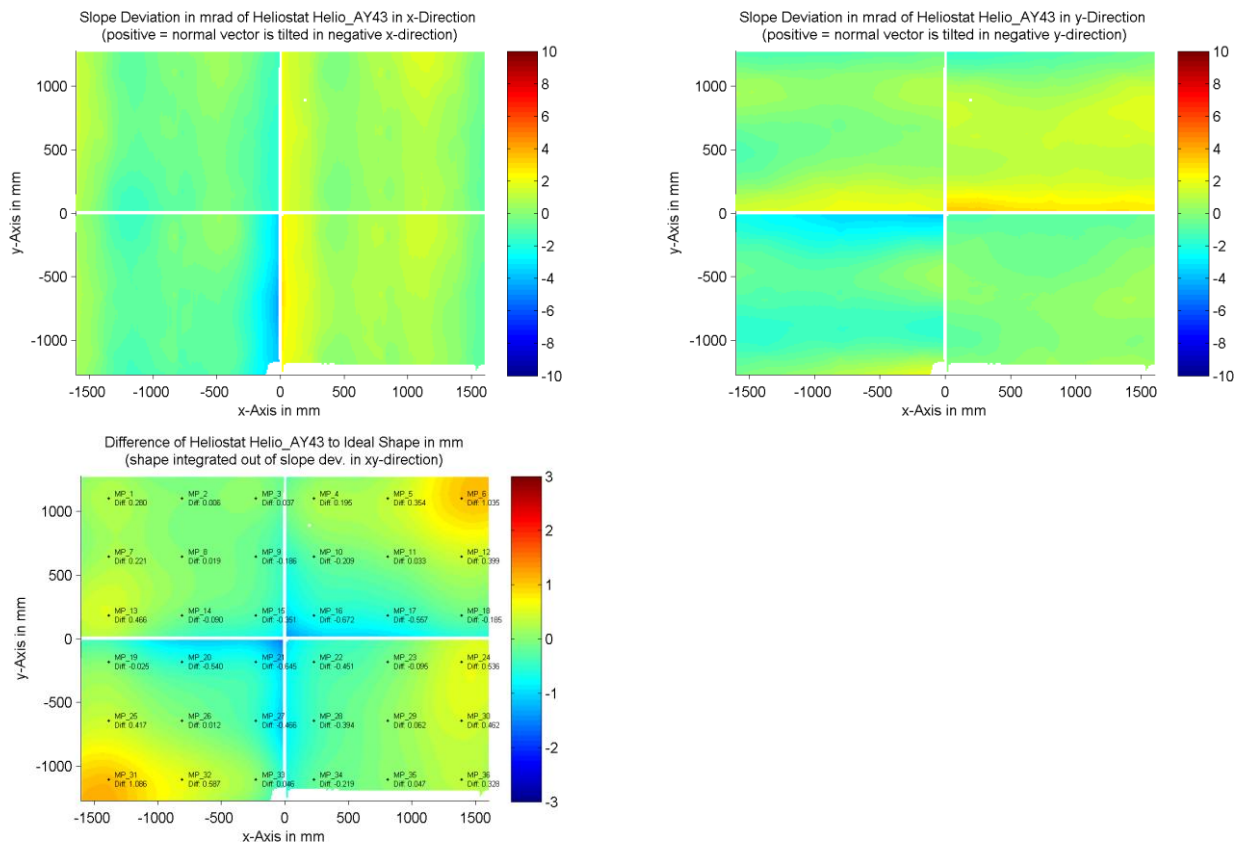 Slope Deviation in mrad of Heliostat Helio_AY43 in x-Direction
(positive = normal vector is tilted in negative x-direction)
1000
500
0
-500
-1000
y-Axis in mm
-1500 -1000 -500 0 500 1000 1500
x-Axis in mm
10
8
6
4
2
0
-2
-4
-6
-8
-10
Slope Deviation in mrad of Heliostat Helio_AY43 in y-Direction
(positive = normal vector is tilted in negative y-direction)
1000
500
0
-500
-1000
y-Axis in mm
-1500 -1000 -500 0 500 1000 1500
x-Axis in mm
10
8
6
4
2
0
-2
-4
-6
-8
-10
Difference of Heliostat Helio_AY43 to Ideal Shape in mm
(shape integrated out of slope dev. in xy-direction)
MP_1 MP_2 MP_3 MP_4 MP_5 MP_6
Diff: 0.280 Diff: 0.006 Diff: 0.037 Diff: 0.195 Diff: 0.354 Diff: 1.035
MP_7 MP_8 MP_9 MP_10 MP_11 MP_12
Diff: 0.221 Diff: 0.019 Diff: -0.186 Diff: -0.209 Diff: 0.033 Diff: 0.399
MP_13 MP_14 MP_15 MP_16 MP_17 MP_18
Diff: 0.466 Diff: -0.090 Diff: -0.351 Diff: -0.672 Diff: -0.557 Diff: -0.185
MP_19 MP_20 MP_21 MP_22 MP_23 MP_24
Diff: -0.025 Diff: -0.540 Diff: -0.645 Diff: -0.451 Diff: -0.095 Diff: 0.536
MP_25 MP_26 MP_27 MP_28 MP_29 MP_30
Diff: 0.417 Diff: 0.012 Diff: -0.466 Diff: -0.394 Diff: 0.062 Diff: 0.462
MP_31 MP_32 MP_33 MP_34 MP_35 MP_36
Diff: 1.086 Diff: 0.587 Diff: 0.046 Diff: -0.219 Diff: 0.047 Diff: 0.328
1000
500
0
-500
-1000
y-Axis in mm
-1500 -1000 -500 0 500 1000 1500
x-Axis in mm
3
2
1
0
-1
-2
-3